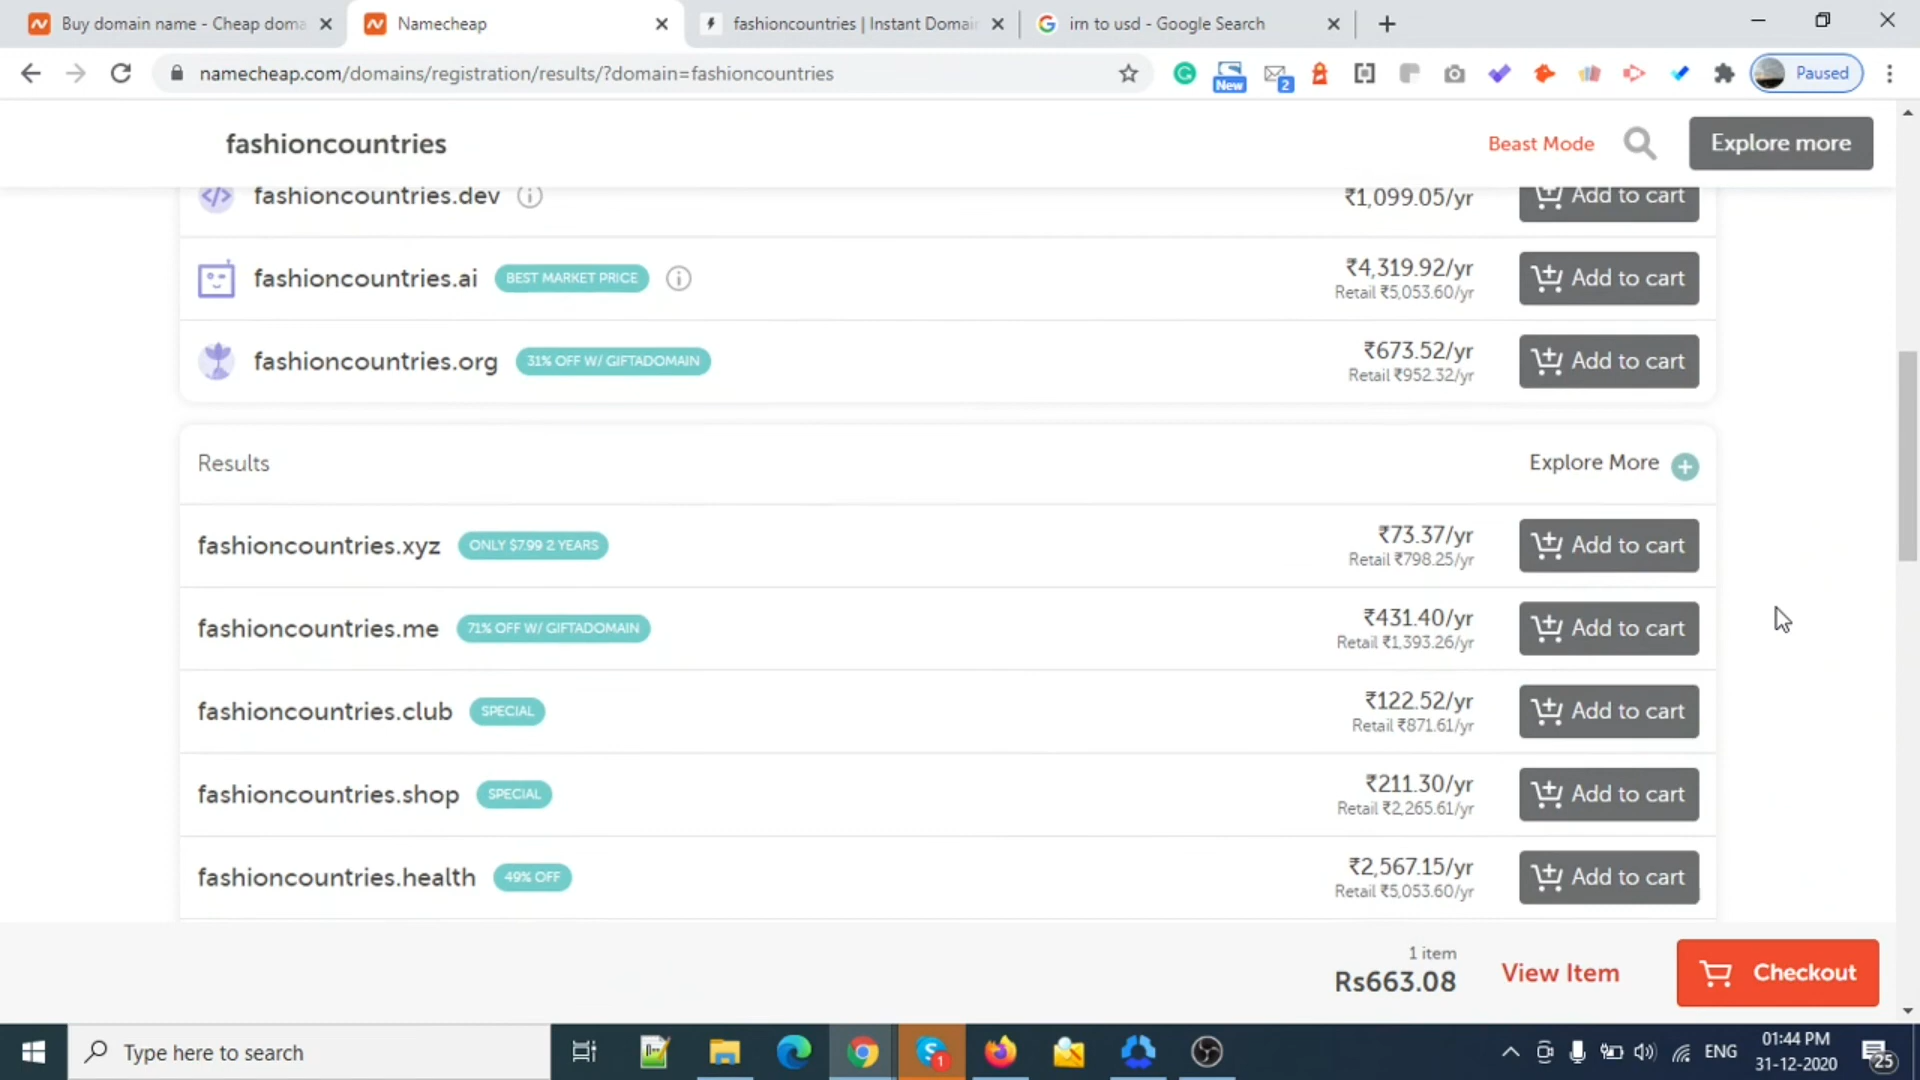 Buy domain name - Cheap doma
Namecheap
fashioncountries | Instant Domain
irn to usd - Google Search
namecheap.com/domains/registration/results/?domain=fashioncountries
New
2
Paused
fashioncountries
Beast Mode
Explore more
fashioncountries.dev
₹1,099.05/yr
Add to cart
fashioncountries.ai BEST MARKET PRICE
₹4,319.92/yr
Retail ₹5,053.60/yr
Add to cart
fashioncountries.org 31% OFF W/ GIFTADOMAIN
₹673.52/yr
Retail ₹952.32/yr
Add to cart
Results
Explore More
fashioncountries.xyz ONLY $7.99 2 YEARS
₹73.37/yr
Retail ₹798.25/yr
Add to cart
fashioncountries.me 71% OFF W/ GIFTADOMAIN
₹431.40/yr
Retail ₹1,393.26/yr
Add to cart
fashioncountries.club SPECIAL
₹122.52/yr
Retail ₹871.61/yr
Add to cart
fashioncountries.shop SPECIAL
₹211.30/yr
Retail ₹2,265.61/yr
Add to cart
fashioncountries.health 49% OFF
₹2,567.15/yr
Retail ₹5,053.60/yr
Add to cart
1 item
Rs663.08
View Item
Checkout
Type here to search
1
ENG
01:44 PM
31-12-2020
25